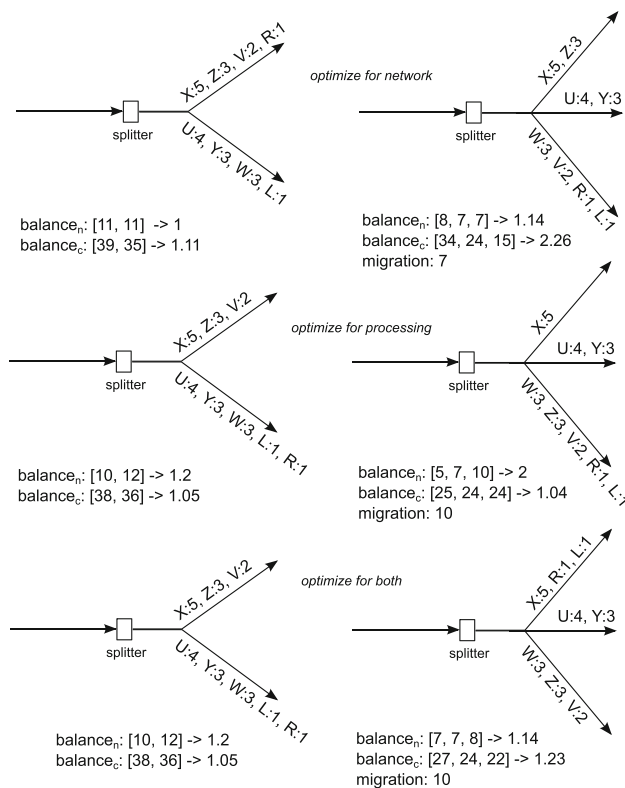 X:5, Z:3, V:2, R:1
splitter
U:4, Y:3, W:3, L:1
balancen: [11, 11] -> 1
balancec: [39, 35] -> 1.11
optimize for network
X:5, Z:3
U:4, Y:3
splitter
W:3, V:2, R:1, L:1
balancen: [8, 7, 7] -> 1.14
balancec: [34, 24, 15] -> 2.26
migration: 7
X:5, Z:3, V:2
splitter
U:4, Y:3, W:3, L:1, R:1
balancen: [10, 12] -> 1.2
balancec: [38, 36] -> 1.05
optimize for processing
X:5
U:4, Y:3
splitter
W:3, Z:3, V:2, R:1, L:1
balancen: [5, 7, 10] -> 2
balancec: [25, 24, 24] -> 1.04
migration: 10
X:5, Z:3, V:2
splitter
U:4, Y:3, W:3, L:1, R:1
balancen: [10, 12] -> 1.2
balancec: [38, 36] -> 1.05
optimize for both
X:5, R:1, L:1
U:4, Y:3
splitter
W:3, Z:3, V:2
balancen: [7, 7, 8] -> 1.14
balancec: [27, 24, 22] -> 1.23
migration: 10